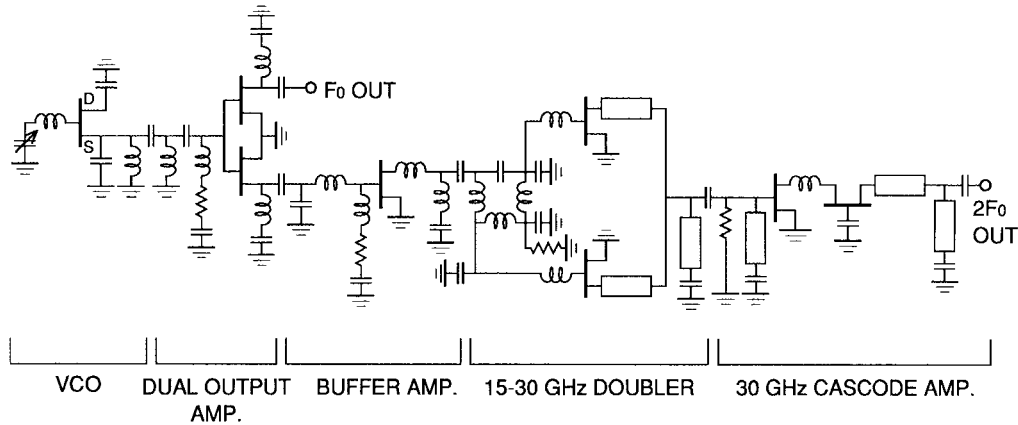 D
S
F0 OUT
2F0
OUT
VCO
DUAL OUTPUT
AMP.
BUFFER AMP.
15-30 GHz DOUBLER
30 GHz CASCODE AMP.